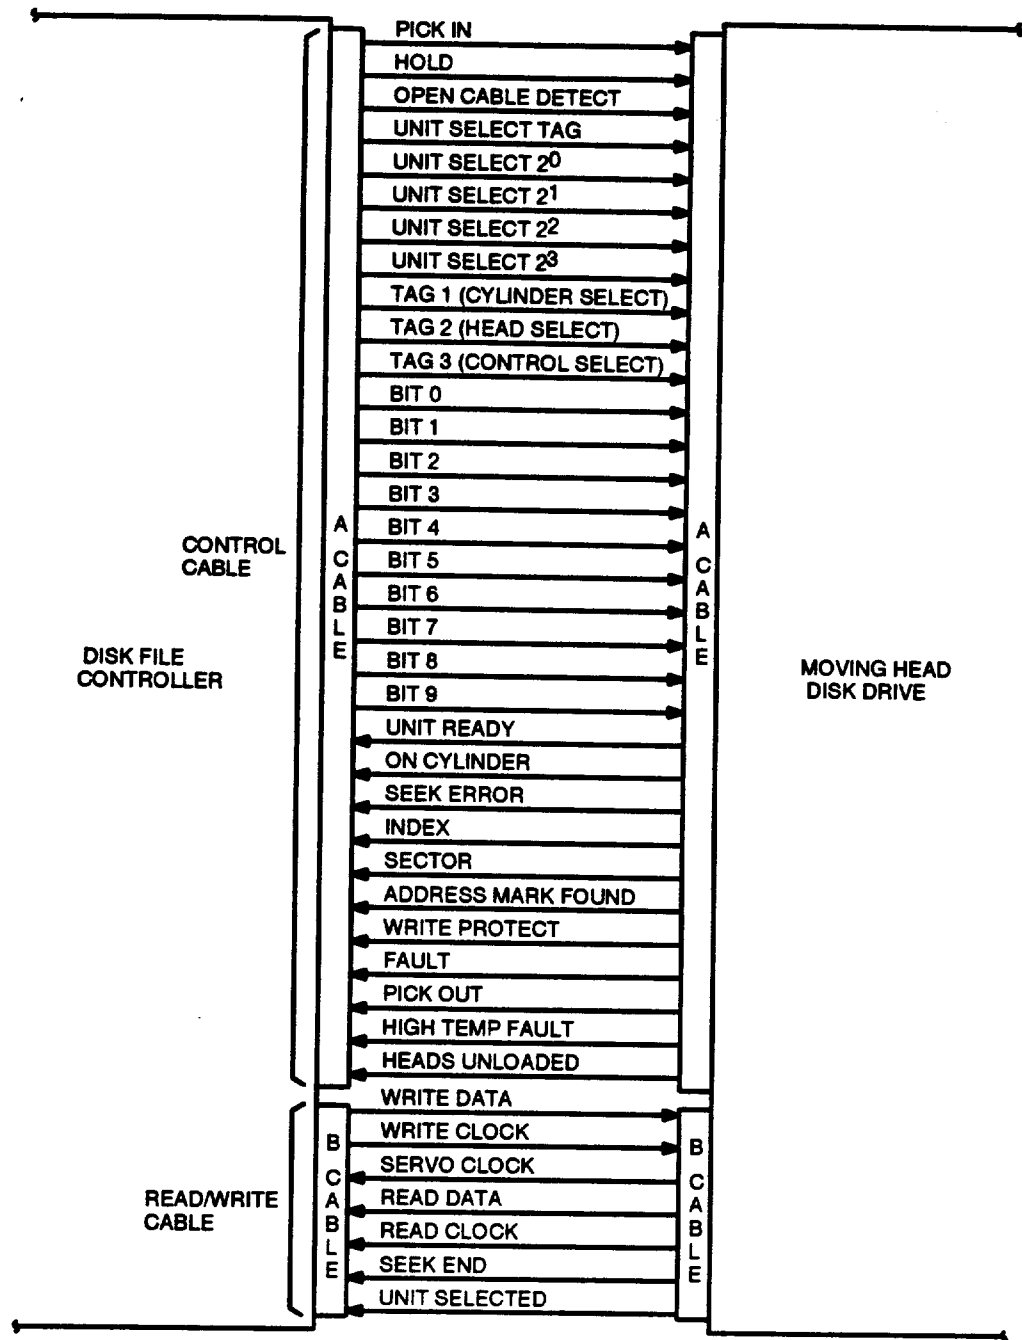 PICK IN
HOLD
OPEN CABLE DETECT
UNIT SELECT TAG
UNIT SELECT 2⁰
UNIT SELECT 2¹
UNIT SELECT 2²
UNIT SELECT 2³
TAG 1 (CYLINDER SELECT)
TAG 2 (HEAD SELECT)
TAG 3 (CONTROL SELECT)
BIT 0
BIT 1
BIT 2
BIT 3
BIT 4
BIT 5
BIT 6
BIT 7
BIT 8
BIT 9
UNIT READY
ON CYLINDER
SEEK ERROR
INDEX
SECTOR
ADDRESS MARK FOUND
WRITE PROTECT
FAULT
PICK OUT
HIGH TEMP FAULT
HEADS UNLOADED
CONTROL
CABLE
A CABLE
A CABLE
DISK FILE
CONTROLLER
MOVING HEAD
DISK DRIVE
WRITE DATA
WRITE CLOCK
SERVO CLOCK
READ DATA
READ CLOCK
SEEK END
UNIT SELECTED
READ/WRITE
CABLE
B CABLE
B CABLE